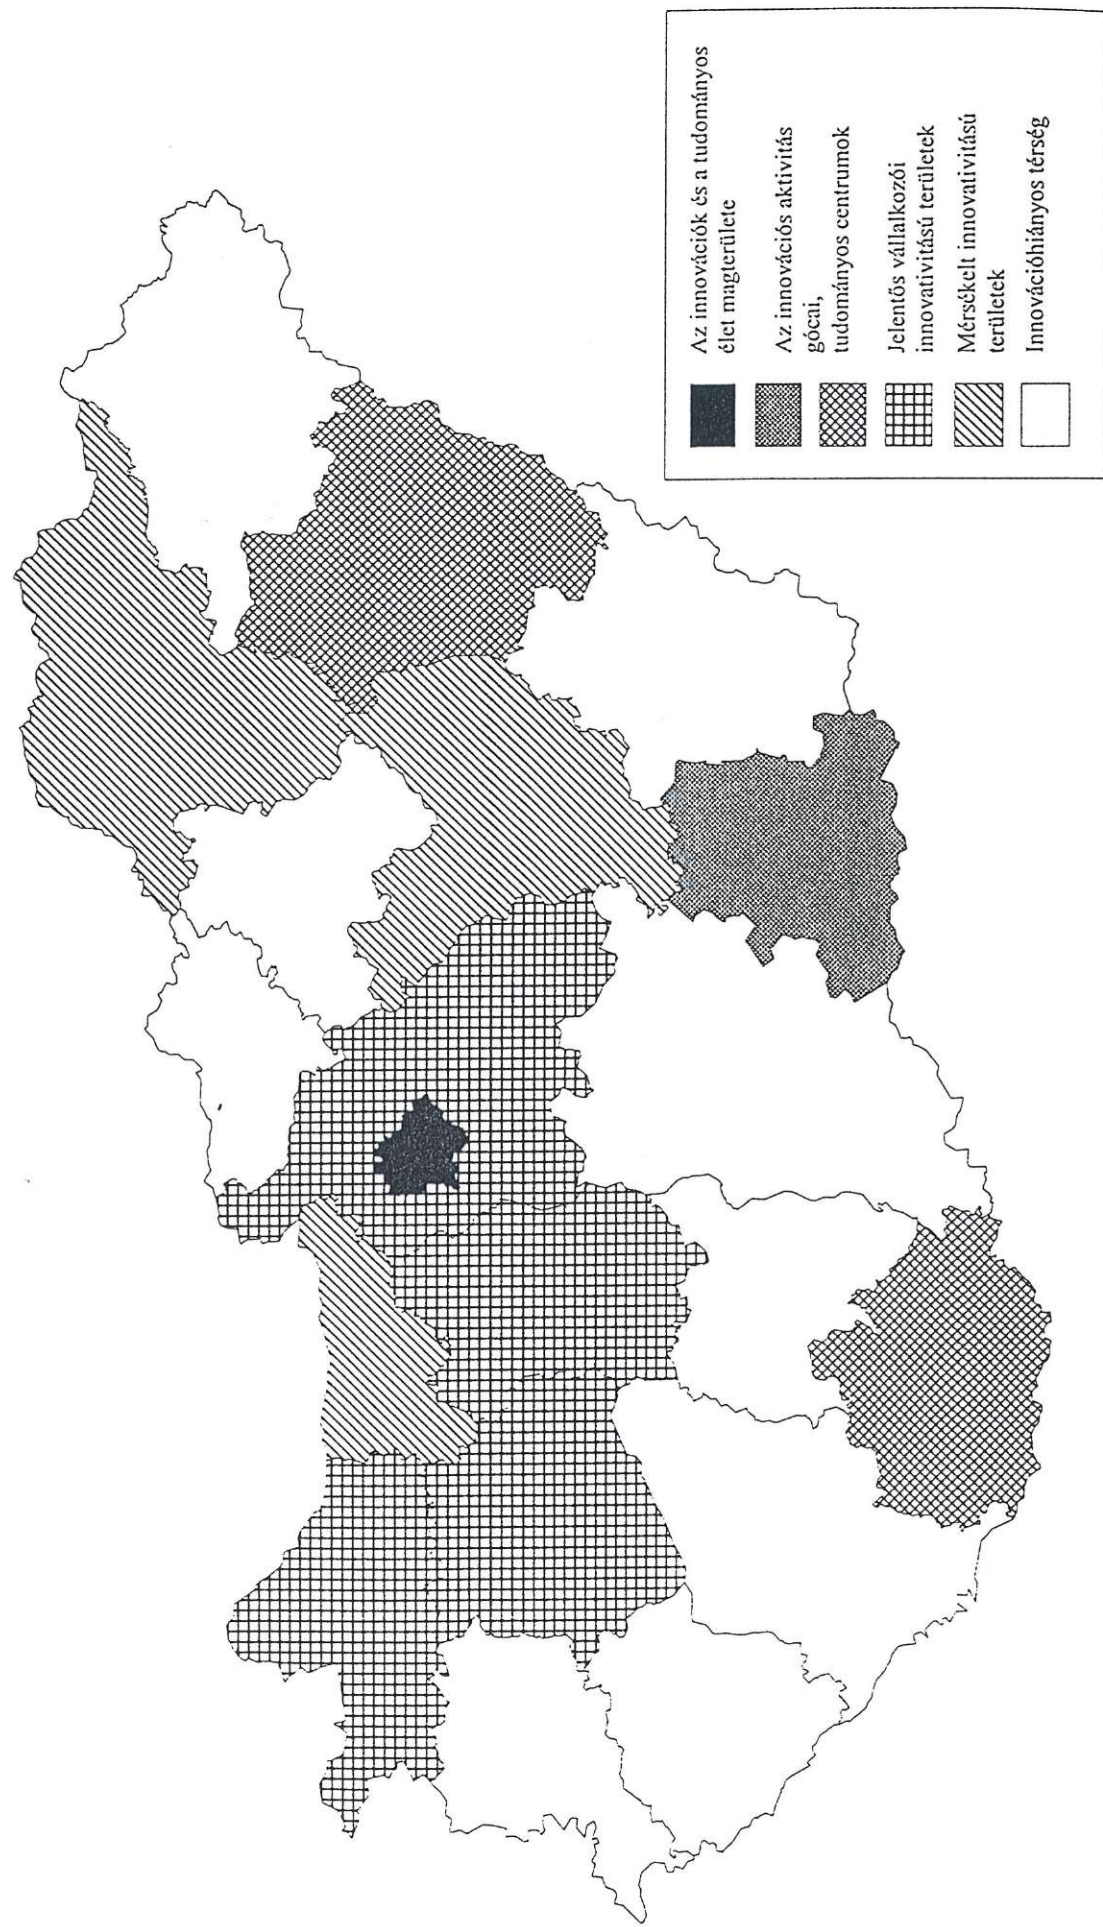 Az innovációk és a tudományos
élet magterülete
Az innovációs aktivitás
gócai,
tudományos centrumok
Jelentős vállalkozói
innovativitású területek
Mérsékelt innovativitású
területek
Innovációhiányos térség